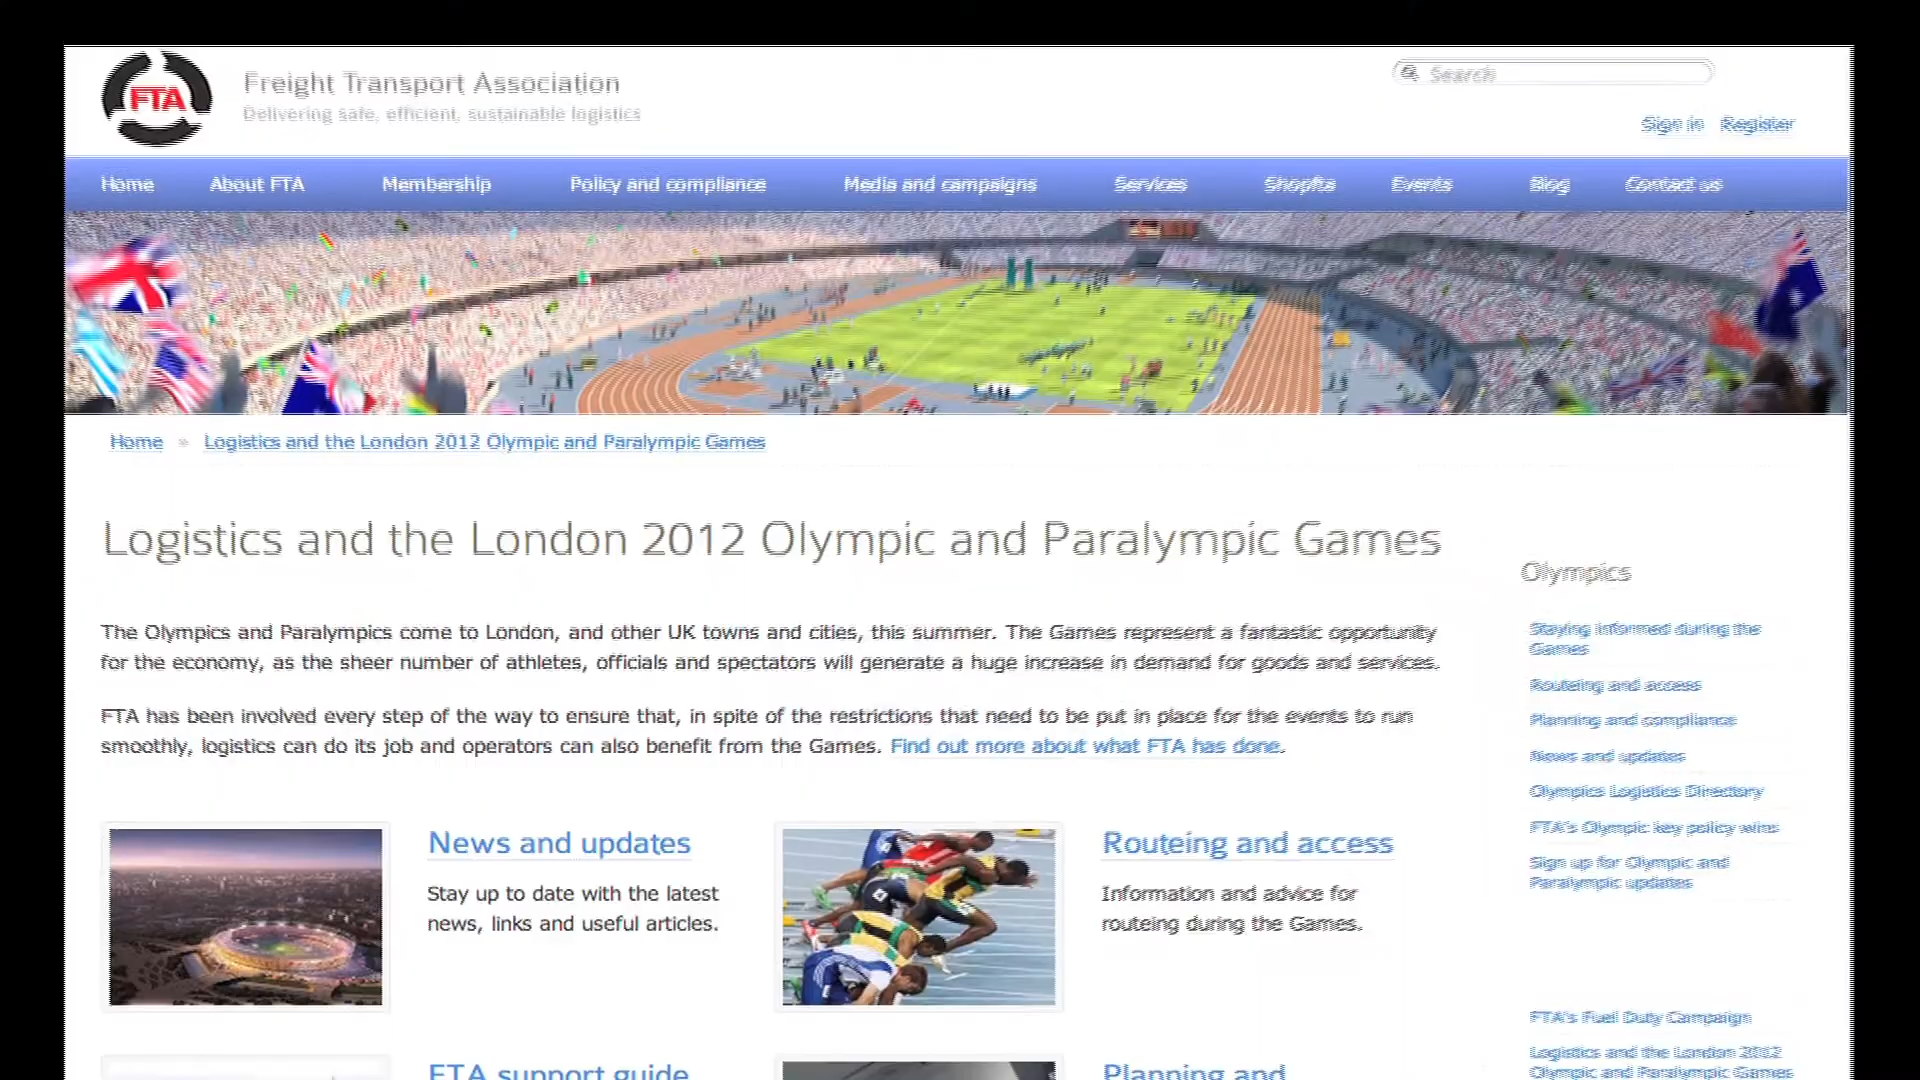 FTA
Freight Transport Association
Delivering safe, efficient, sustainable logistics
Search
Sign in Register
Home About FTA Membership Policy and compliance Media and campaigns Services Shopfta Events Blog Contact us
Home » Logistics and the London 2012 Olympic and Paralympic Games
Logistics and the London 2012 Olympic and Paralympic Games
The Olympics and Paralympics come to London, and other UK towns and cities, this summer. The Games represent a fantastic opportunity
for the economy, as the sheer number of athletes, officials and spectators will generate a huge increase in demand for goods and services.
FTA has been involved every step of the way to ensure that, in spite of the restrictions that need to be put in place for the events to run
smoothly, logistics can do its job and operators can also benefit from the Games. Find out more about what FTA has done.
News and updates
Stay up to date with the latest
news, links and useful articles.
Routeing and access
Information and advice for
routeing during the Games.
FTA support guide
Planning and
Olympics
Staying informed during the
Games
Routeing and access
Planning and compliance
News and updates
Olympics Logistics Directory
FTA's Olympic key policy wins
Sign up for Olympic and
Paralympic updates
FTA's Fuel Duty Campaign
Logistics and the London 2012
Olympic and Paralympic Games